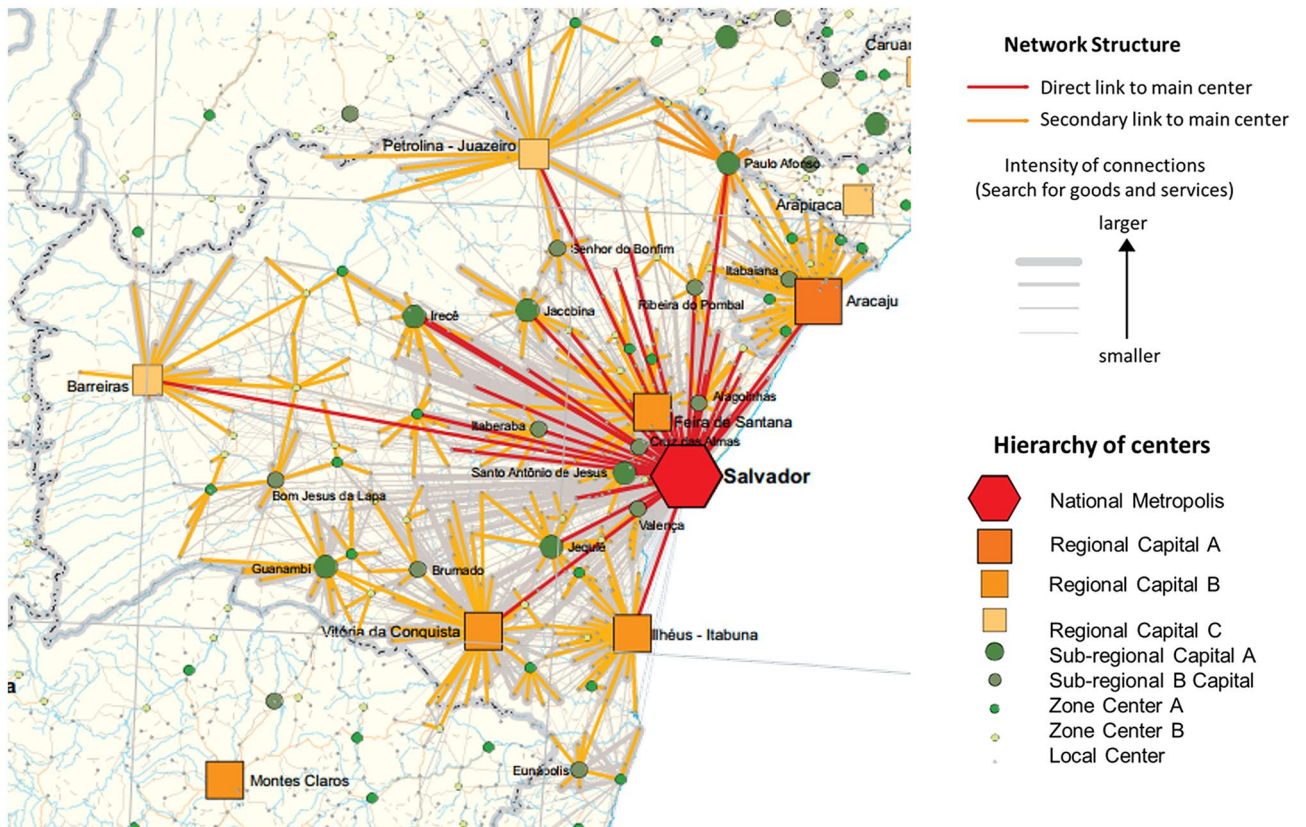 Caruar
Petrolina - Juazeiro
Paulo Afonso
Arapiraca
Senhor do Bonfim
Itabaiana
Ribeira do Pombal
Aracaju
Irecê
Jacobina
Barreiras
Alagoinhas
Feira de Santana
Itaberaba
Cruz das Almas
Santo Antônio de Jesus
Salvador
Bom Jesus da Lapa
Valença
Jequié
Guanambi
Brumado
Vitória da Conquista
Ilhéus - Itabuna
a
Eunápolis
Montes Claros
Network Structure
Direct link to main center
Secondary link to main center
Intensity of connections
(Search for goods and services)
larger
smaller
Hierarchy of centers
National Metropolis
Regional Capital A
Regional Capital B
Regional Capital C
Sub-regional Capital A
Sub-regional B Capital
Zone Center A
Zone Center B
Local Center